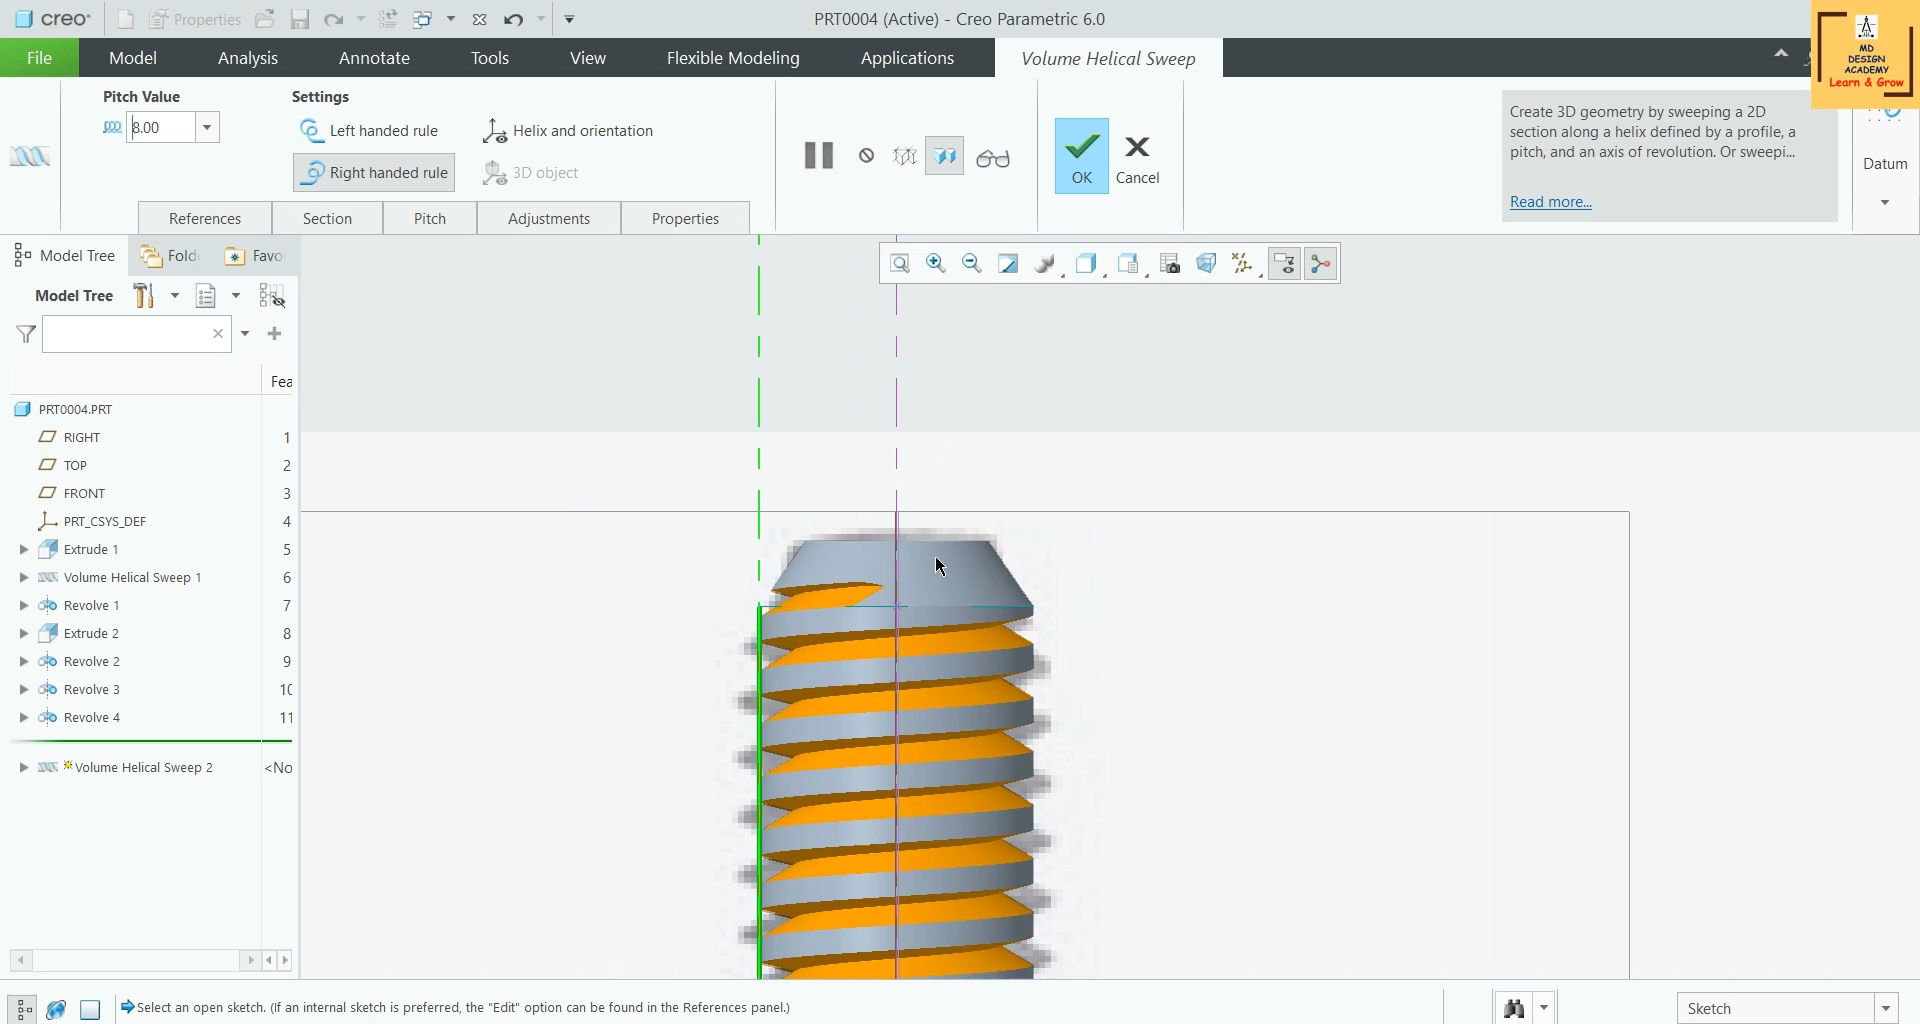 creo
Properties
PRT0004 (Active) - Creo Parametric 6.0
File
Model
Analysis
Annotate
Tools
View
Flexible Modeling
Applications
Volume Helical Sweep
MD
DESIGN
ACADEMY
Learn & Grow
Pitch Value
8.00
Settings
Left handed rule
Right handed rule
Helix and orientation
3D object
References
Section
Pitch
Adjustments
Properties
OK
Cancel
Create 3D geometry by sweeping a 2D
section along a helix defined by a profile, a
pitch, and an axis of revolution. Or sweepi...
Read more...
Datum
Model Tree
Fold
Favo
Model Tree
Fea
PRT0004.PRT
RIGHT 1
TOP 2
FRONT 3
PRT_CSYS_DEF 4
Extrude 1 5
Volume Helical Sweep 1 6
Revolve 1 7
Extrude 2 8
Revolve 2 9
Revolve 3 10
Revolve 4 11
Volume Helical Sweep 2 <No
Select an open sketch. (If an internal sketch is preferred, the "Edit" option can be found in the References panel.)
Sketch